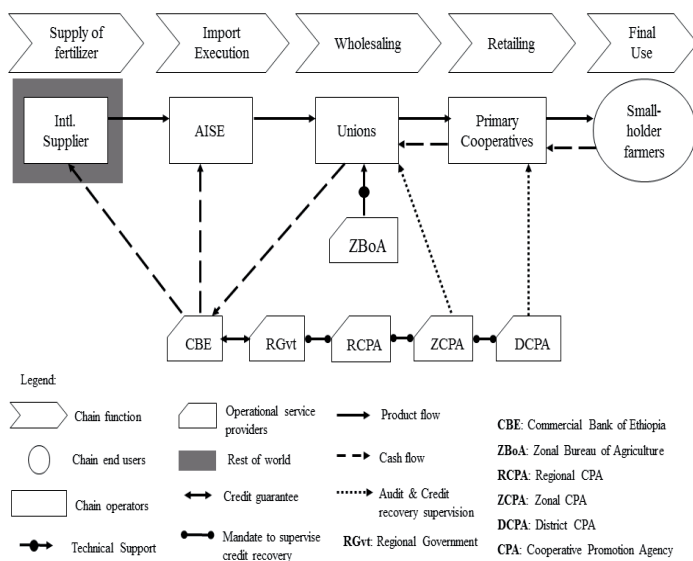 Supply of
fertilizer
Import
Execution
Wholesaling
Retailing
Final
Use
Intl.
Supplier
AISE
Unions
Primary
Cooperatives
Small-
holder
farmers
ZBoA
CBE
RGvt
RCPA
ZCPA
DCPA
Legend:
Chain function
Operational service
providers
Product flow
CBE: Commercial Bank of Ethiopia
Chain end users
Rest of world
Cash flow
ZBoA: Zonal Bureau of Agriculture
RCPA: Regional CPA
Chain operators
Credit guarantee
Audit & Credit
recovery supervision
ZCPA: Zonal CPA
DCPA: District CPA
Technical Support
Mandate to supervise
credit recovery
RGvt: Regional Government
CPA: Cooperative Promotion Agency